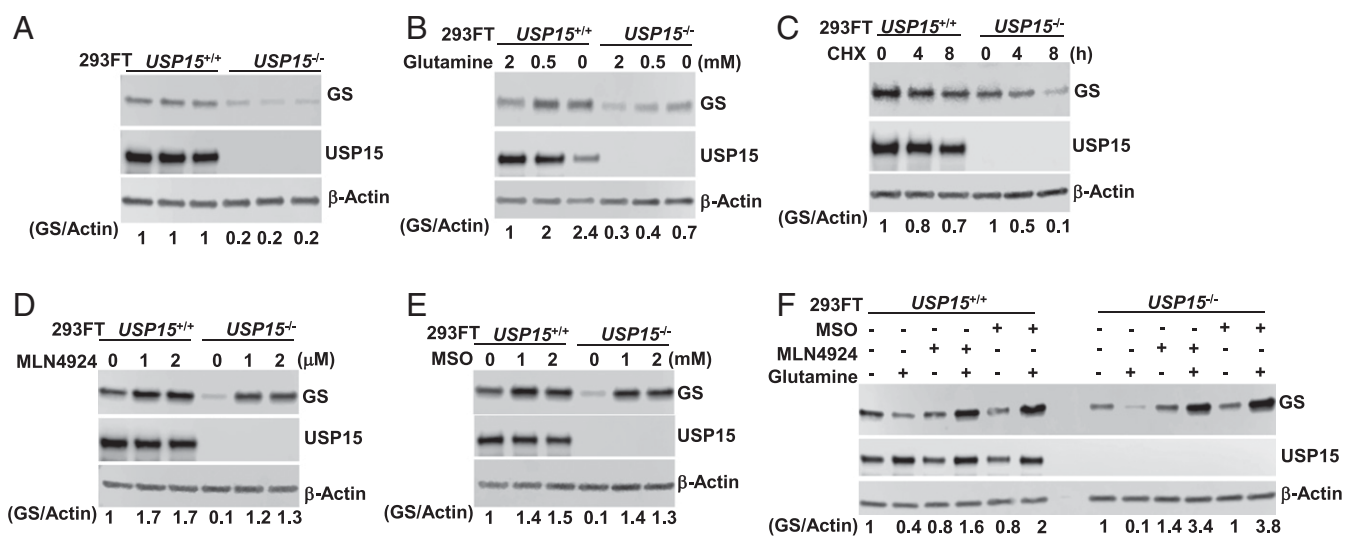 A
293FT USP15+/+ USP15-/-
GS
USP15
β-Actin
(GS/Actin) 1 1 1 0.2 0.2 0.2
B
293FT USP15+/+ USP15-/-
Glutamine 2 0.5 0 2 0.5 0 (mM)
GS
USP15
β-Actin
(GS/Actin) 1 2 2.4 0.3 0.4 0.7
C
293FT USP15+/+ USP15-/-
CHX 0 4 8 0 4 8 (h)
GS
USP15
β-Actin
(GS/Actin) 1 0.8 0.7 1 0.5 0.1
D
293FT USP15+/+ USP15-/-
MLN4924 0 1 2 0 1 2 (μM)
GS
USP15
β-Actin
(GS/Actin) 1 1.7 1.7 0.1 1.2 1.3
E
293FT USP15+/+ USP15-/-
MSO 0 1 2 0 1 2 (mM)
GS
USP15
β-Actin
(GS/Actin) 1 1.4 1.5 0.1 1.4 1.3
F
293FT USP15+/+ USP15-/-
MSO - - - - + + - - - - + +
MLN4924 - - + + - - - - + + - -
Glutamine - + - + - + - + - + - +
GS
USP15
β-Actin
(GS/Actin) 1 0.4 0.8 1.6 0.8 2 1 0.1 1.4 3.4 1 3.8